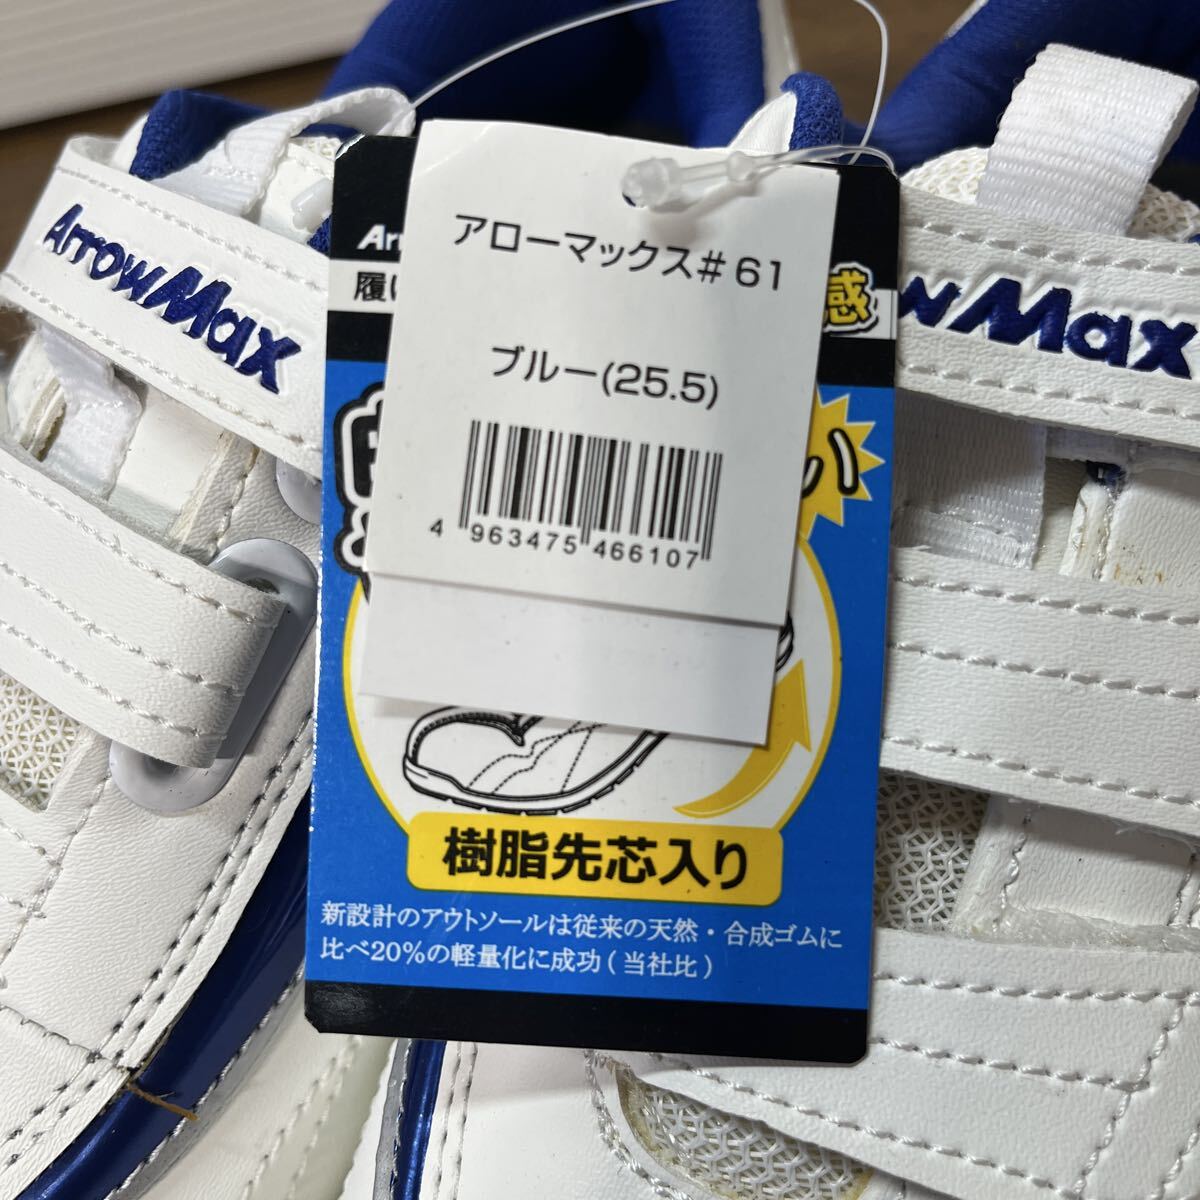 ArrowMax
アローマックス#61
ブルー(25.5)
4 963475 466107
履
感
い
wMax
樹脂先芯入り
新設計のアウトソールは従来の天然・合成ゴムに
比べ20%の軽量化に成功(当社比)